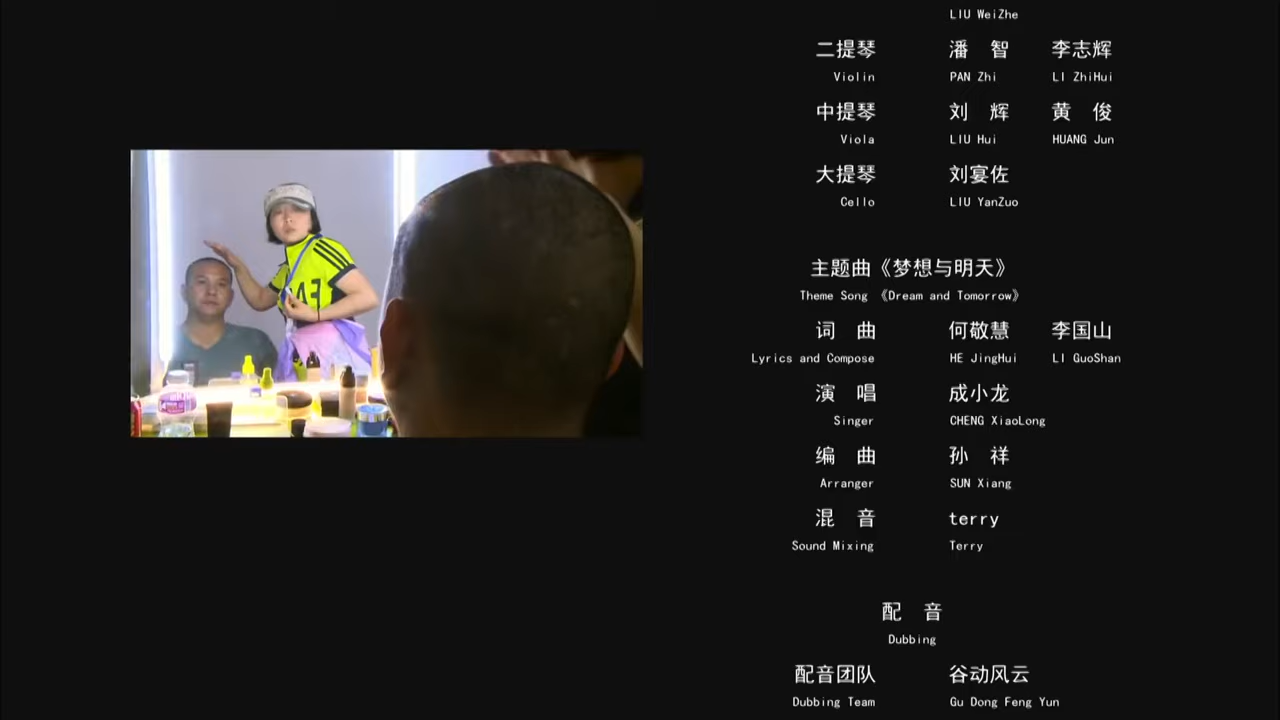 LIU WeiZhe
二提琴 潘 智 李志辉
Violin PAN Zhi LI ZhiHui
中提琴 刘 辉 黄 俊
Viola LIU Hui HUANG Jun
大提琴 刘宴佐
Cello LIU YanZuo
主题曲《梦想与明天》
Theme Song 《Dream and Tomorrow》
词 曲 何敬慧 李国山
Lyrics and Compose HE JingHui LI GuoShan
演 唱 成小龙
Singer CHENG XiaoLong
编 曲 孙 祥
Arranger SUN Xiang
混 音 terry
Sound Mixing Terry
配 音
Dubbing
配音团队 谷动风云
Dubbing Team Gu Dong Feng Yun